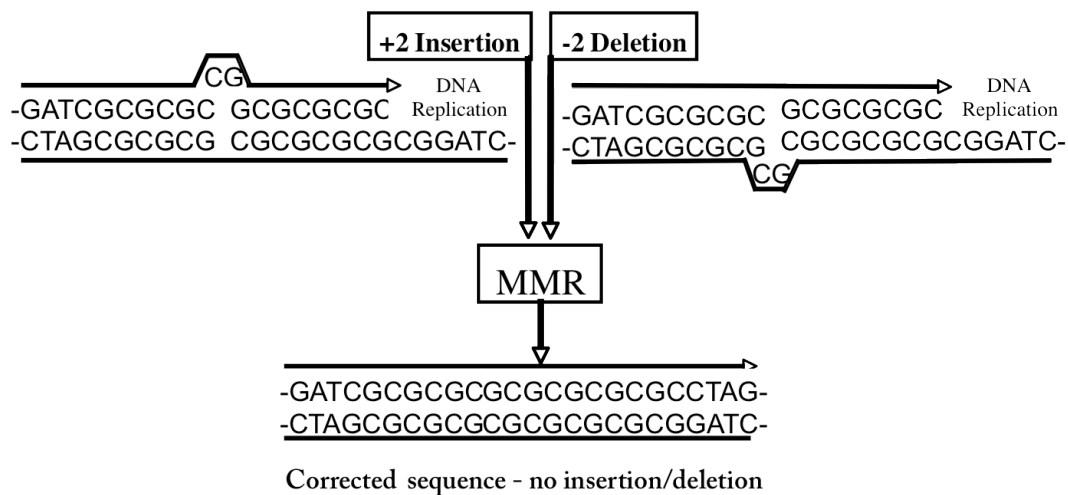 +2 Insertion
-2 Deletion
CG
DNA
Replication
-GATCGCGCGC GCGCGCGC
-CTAGCGCGCG CGCGCGCGCGGATC-
DNA
Replication
-GATCGCGCGC GCGCGCGC
-CTAGCGCGCG CGCGCGCGCGGATC-
CG
MMR
-GATCGCGCGCGCGCGCGCGCCTAG-
-CTAGCGCGCGCGCGCGCGCGGATC-
Corrected sequence - no insertion/deletion